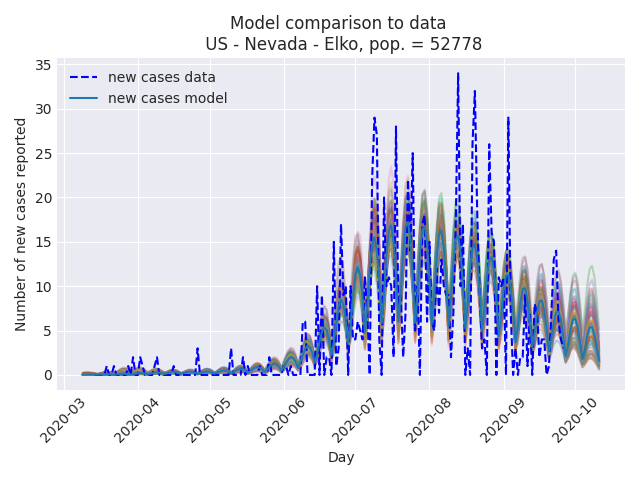 Model comparison to data
US - Nevada - Elko, pop. = 52778
new cases data
new cases model
Number of new cases reported
35
30
25
20
15
10
5
0
2020-03
2020-04
2020-05
2020-06
2020-07
2020-08
2020-09
2020-10
Day